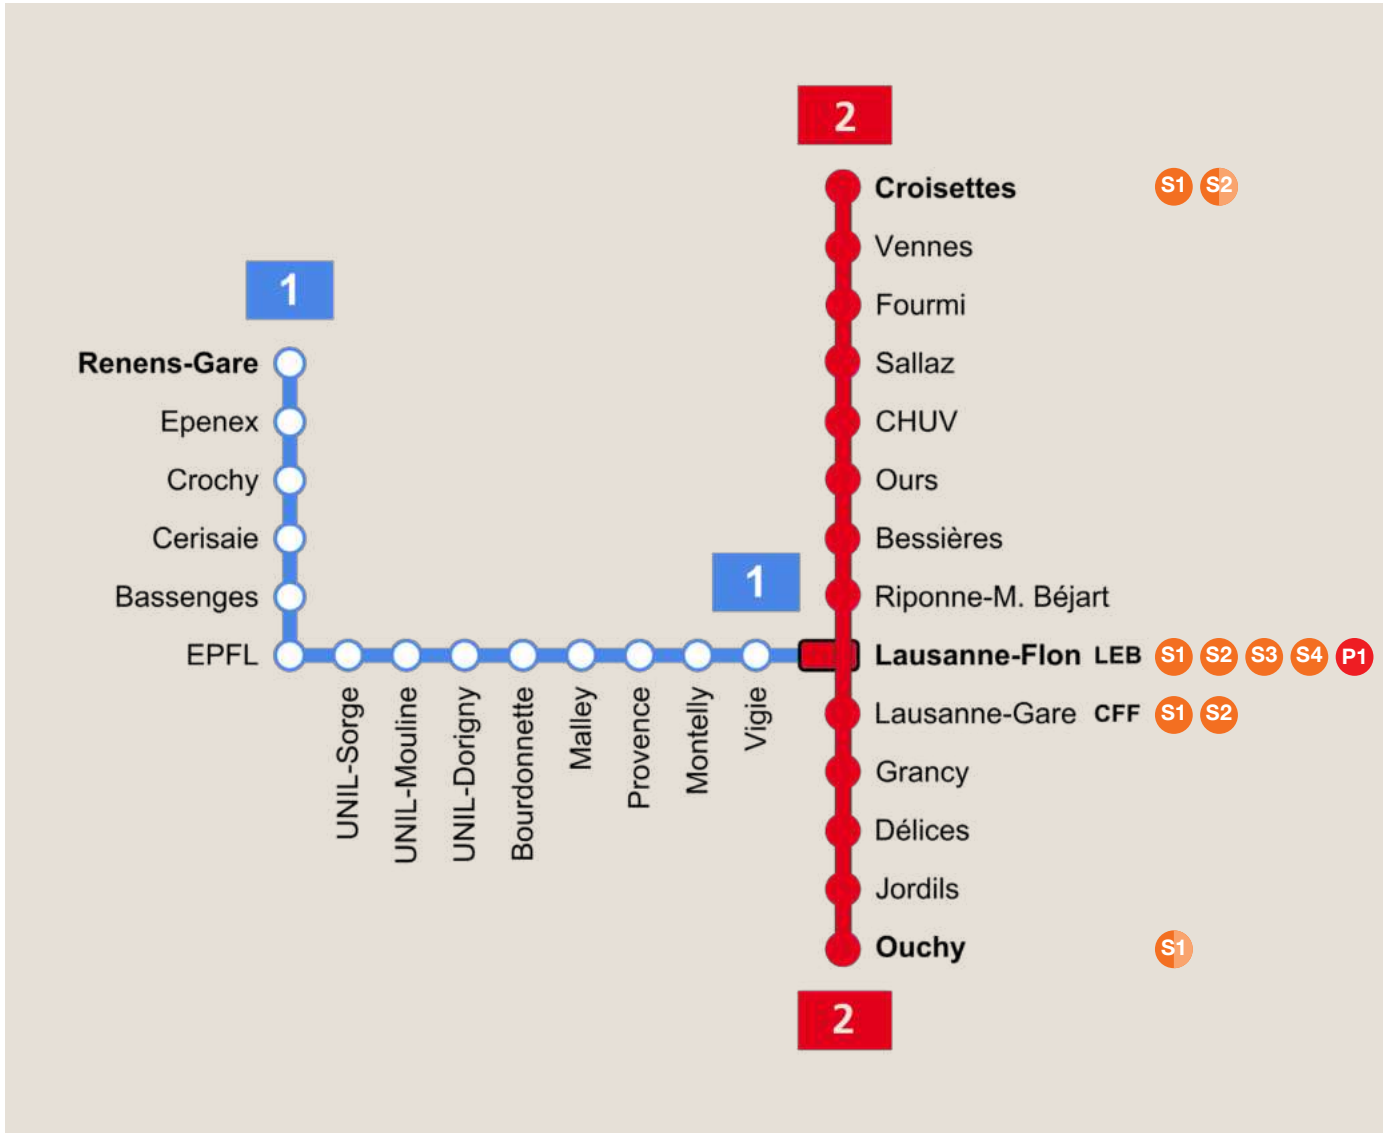 2
Croisettes S1 S2
Vennes
1
Fourmi
Renens-Gare
Sallaz
Epenex
CHUV
Crochy
Ours
Cerisaie
Bessières
1
Bassenges
Riponne-M. Béjart
EPFL
Lausanne-Flon LEB S1 S2 S3 S4 P1
UNIL-Sorge
UNIL-Mouline
UNIL-Dorigny
Bourdonnette
Malley
Provence
Montelly
Vigie
Lausanne-Gare CFF S1 S2
Grancy
Délices
Jordils
Ouchy S1
2